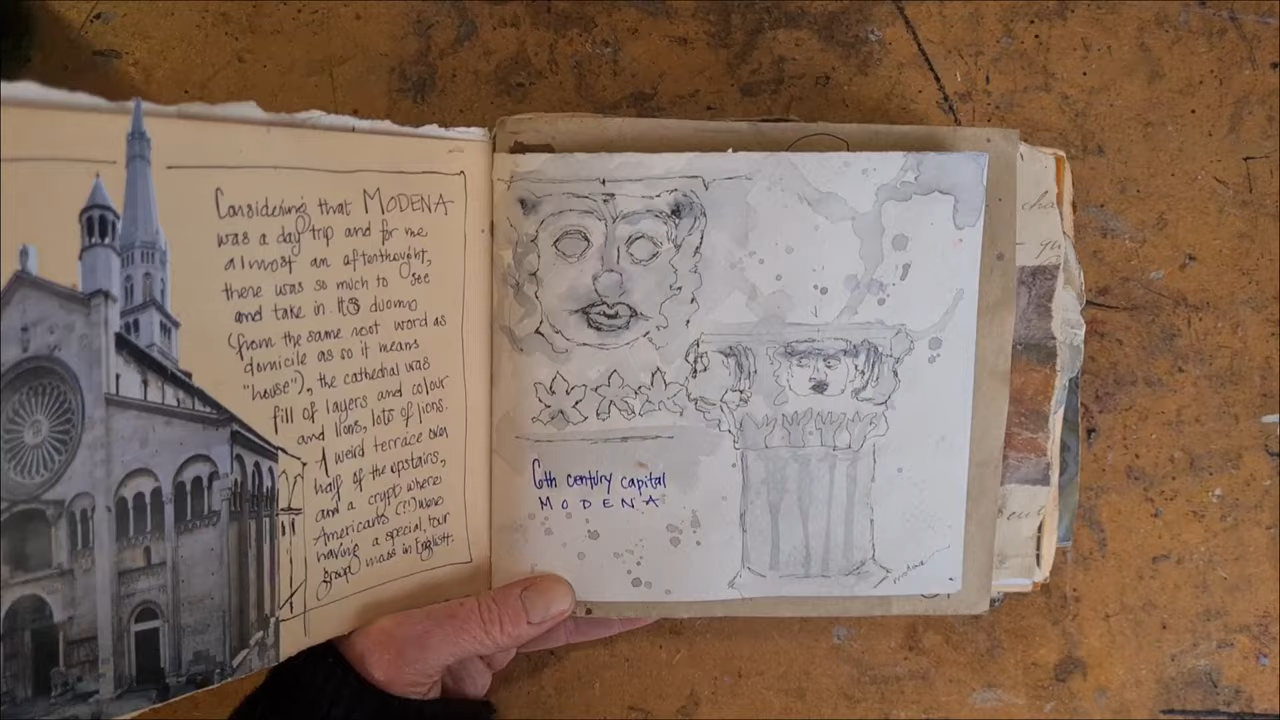 Considering that MODENA
was a day trip and for me
almost an afterthought,
there was so much to see
and take in. Its duomo
(from the same root word as
domicile as so it means
"house"), the cathedral was
fill of layers and colour
and lions, lots of lions.
A weird terrace over
half of the upstairs,
and a crypt where
Americans (?!) were
having a special, tour
group mass in English.
6th century capital
MODENA
modena
cha